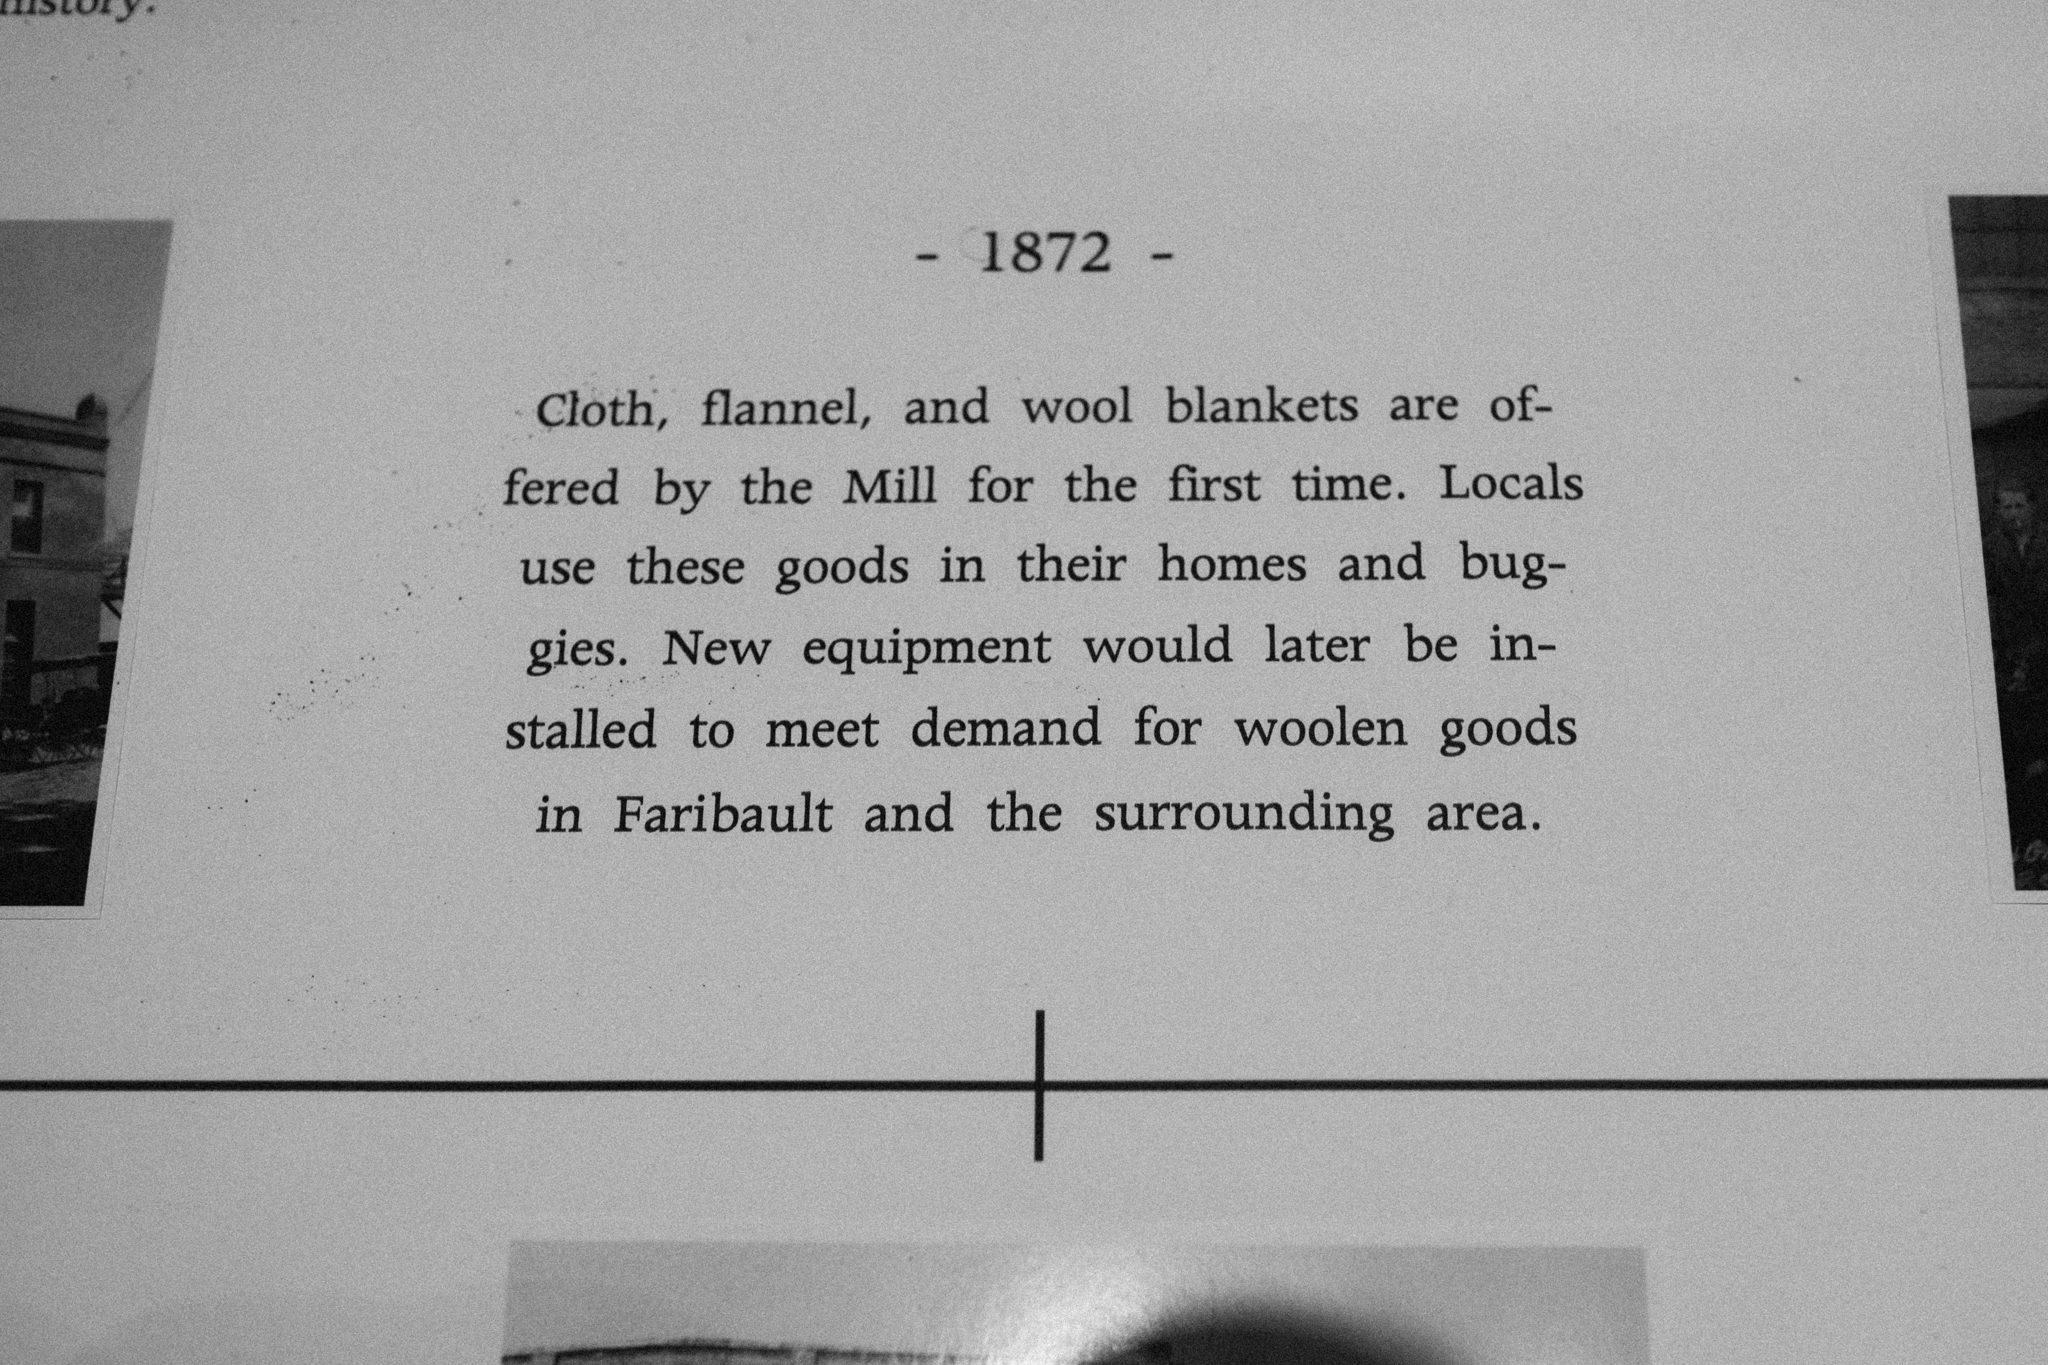 history.
- 1872 -
Cloth, flannel, and wool blankets are of-
fered by the Mill for the first time. Locals
use these goods in their homes and bug-
gies. New equipment would later be in-
stalled to meet demand for woolen goods
in Faribault and the surrounding area.